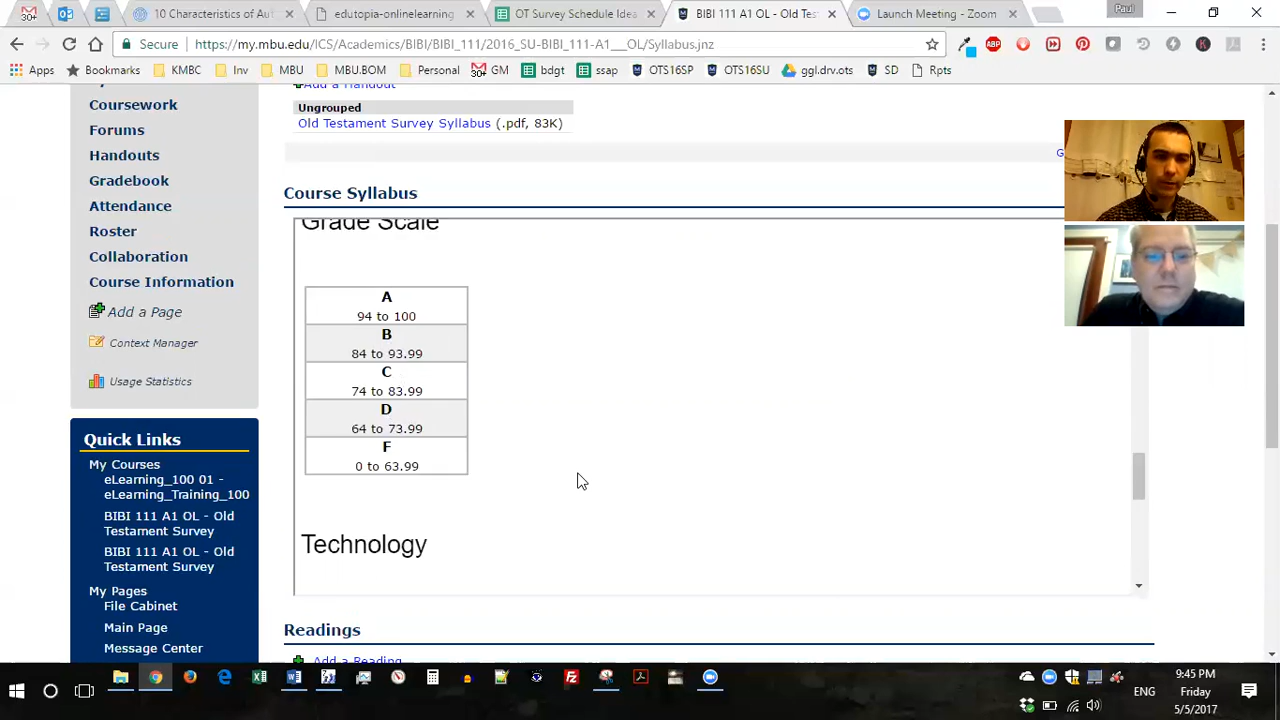 10 Characteristics of Aut
edutopia-onlinelearning
OT Survey Schedule Idea
BIBI 111 A1 OL - Old Tes
Launch Meeting - Zoom
Paul
Secure
https://my.mbu.edu/ICS/Academics/BIBI/BIBI_111/2016_SU-BIBI_111-A1__OL/Syllabus.jnz
Apps
Bookmarks
KMBC
Inv
MBU
MBU:BOM
Personal
GM
bdgt
ssap
OTS16SP
OTS16SU
ggl.drv.ots
SD
Rpts
Coursework
Forums
Handouts
Gradebook
Attendance
Roster
Collaboration
Course Information
Add a Page
Context Manager
Usage Statistics
Quick Links
My Courses
eLearning_100 01 -
eLearning_Training_100
BIBI 111 A1 OL - Old
Testament Survey
BIBI 111 A1 OL - Old
Testament Survey
My Pages
File Cabinet
Main Page
Message Center
Add a Handout
Ungrouped
Old Testament Survey Syllabus (.pdf, 83K)
Course Syllabus
Grade Scale
A
94 to 100
B
84 to 93.99
C
74 to 83.99
D
64 to 73.99
F
0 to 63.99
Technology
Readings
Add a Reading
ENG
9:45 PM
Friday
5/5/2017